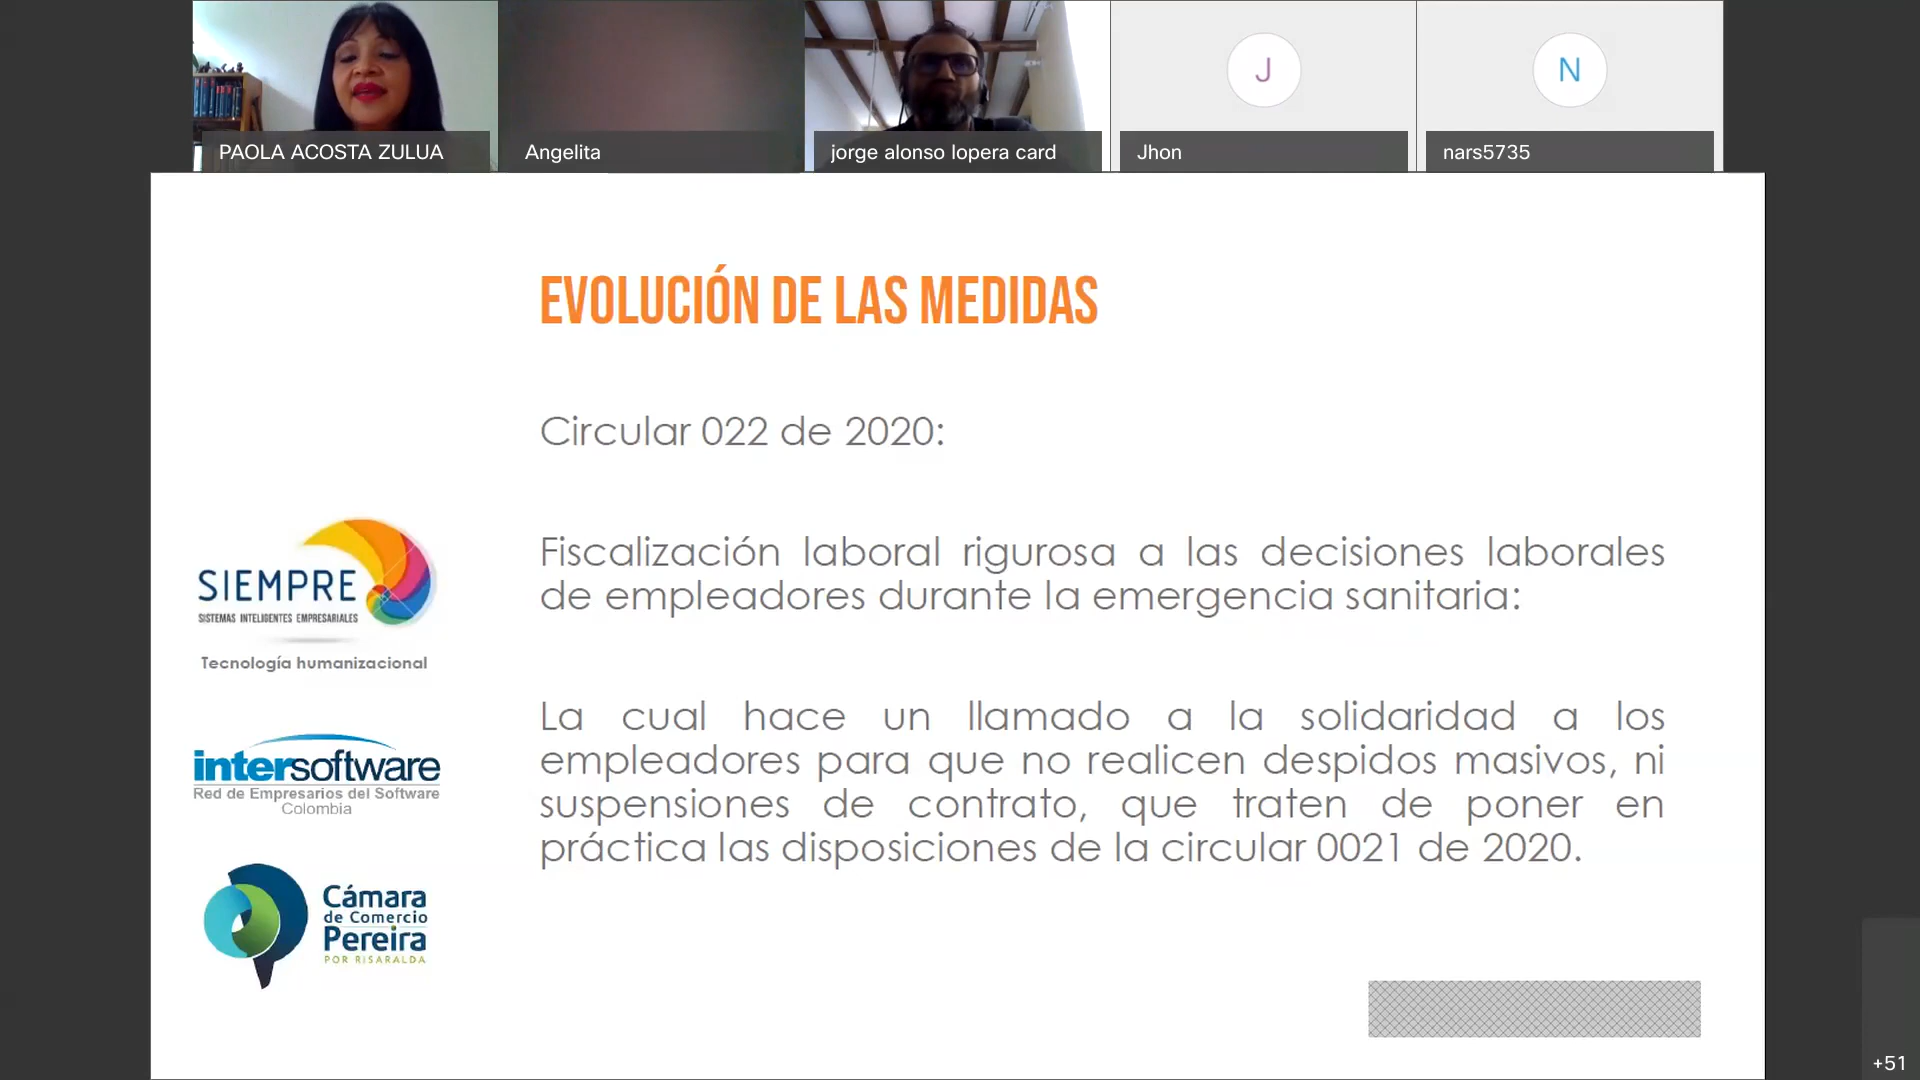 PAOLA ACOSTA ZULUA
Angelita
jorge alonso lopera card
J
Jhon
N
nars5735
EVOLUCIÓN DE LAS MEDIDAS
Circular 022 de 2020:
Fiscalización laboral rigurosa a las decisiones laborales
de empleadores durante la emergencia sanitaria:
La cual hace un llamado a la solidaridad a los
empleadores para que no realicen despidos masivos, ni
suspensiones de contrato, que traten de poner en
práctica las disposiciones de la circular 0021 de 2020.
SIEMPRE
SISTEMAS INTELIGENTES EMPRESARIALES
Tecnología humanizacional
intersoftware
Red de Empresarios del Software
Colombia
Cámara
de Comercio
Pereira
POR RISARALDA
+51